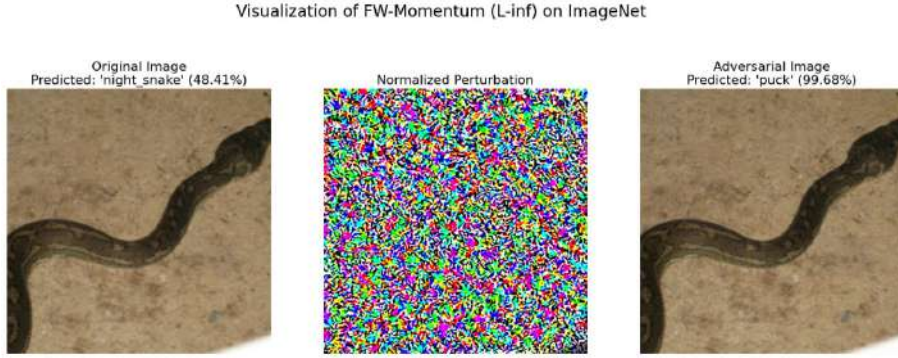 Visualization of FW-Momentum (L-inf) on ImageNet
Original Image
Predicted: 'night_snake' (48.41%)
Normalized Perturbation
Adversarial Image
Predicted: 'puck' (99.68%)